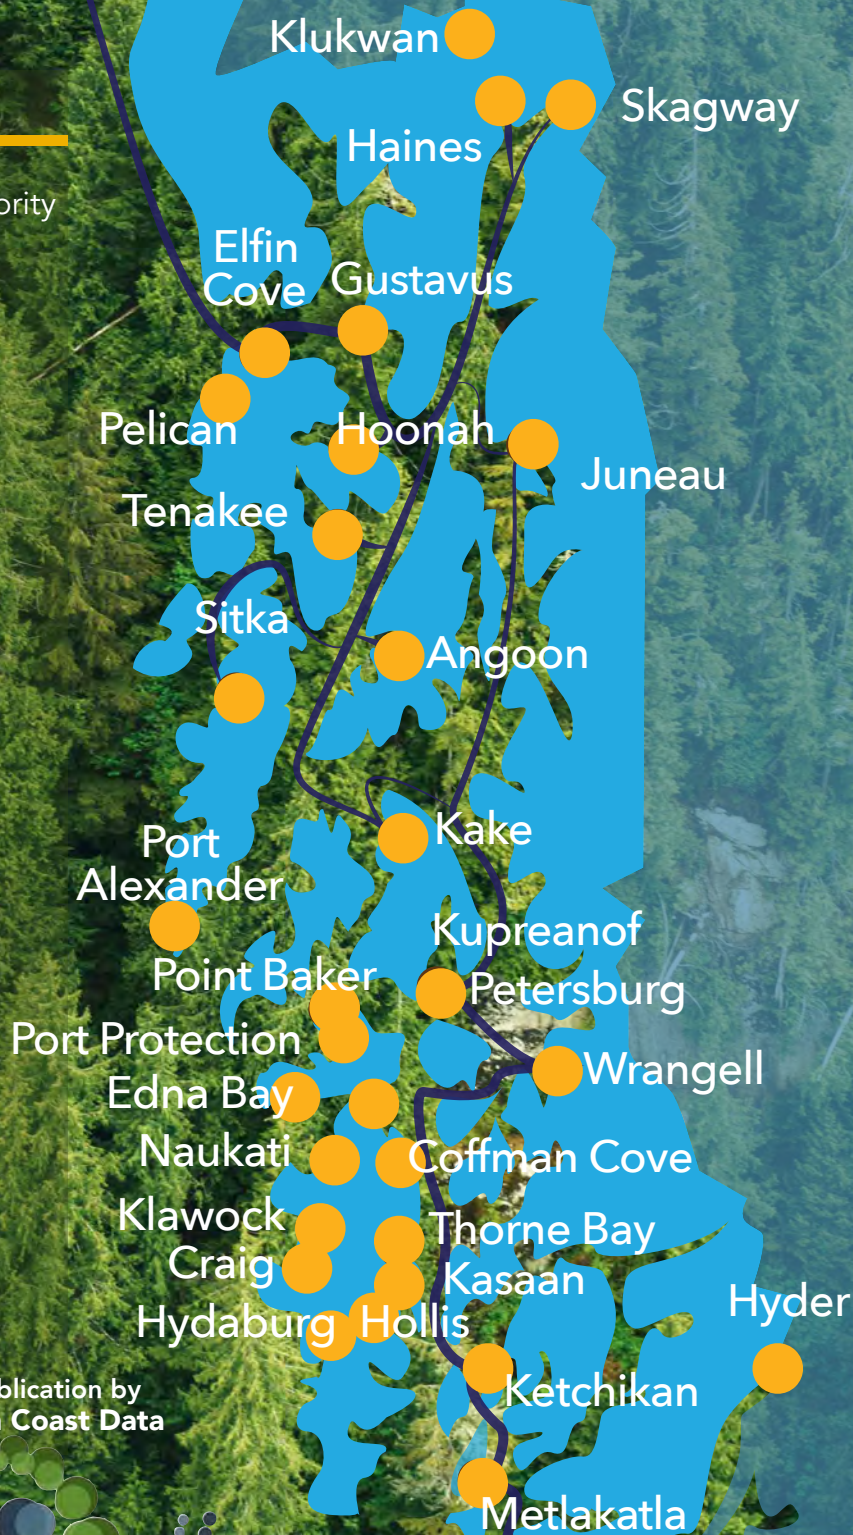 Klukwan
Skagway
Haines
ority
Elfin
Cove
Gustavus
Pelican
Hoonah
Juneau
Tenakee
Sitka
Angoon
Kake
Port
Alexander
Kupreanof
Point Baker
Petersburg
Port Protection
Wrangell
Edna Bay
Naukati
Coffman Cove
Klawock
Thorne Bay
Craig
Kasaan
Hyder
Hydaburg
Hollis
blication by
Ketchikan
Coast Data
Metlakatla